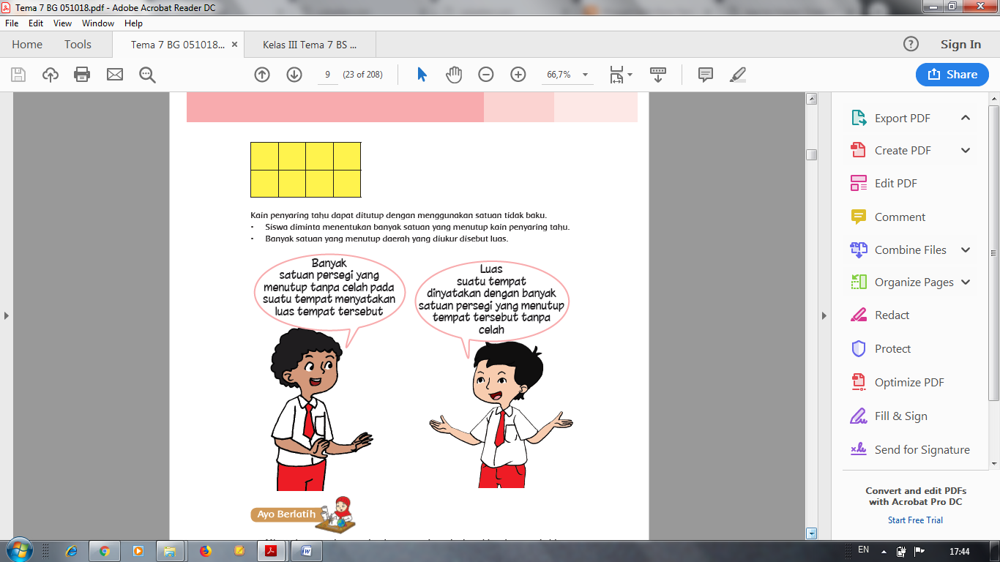 Tema 7 BG 051018.pdf - Adobe Acrobat Reader DC
File Edit View Window Help
Home Tools Tema 7 BG 051018... × Kelas III Tema 7 BS ... Sign In
9 (23 of 208) 66,7% Share
Kain penyaring tahu dapat ditutup dengan menggunakan satuan tidak baku.
• Siswa diminta menentukan banyak satuan yang menutup kain penyaring tahu.
• Banyak satuan yang menutup daerah yang diukur disebut luas.
Banyak
satuan persegi yang
menutup tanpa celah pada
suatu tempat menyatakan
luas tempat tersebut
Luas
suatu tempat
dinyatakan dengan banyak
satuan persegi yang menutup
tempat tersebut tanpa
celah
Ayo Berlatih
Export PDF
Create PDF
Edit PDF
Comment
Combine Files
Organize Pages
Redact
Protect
Optimize PDF
Fill & Sign
Send for Signature
Convert and edit PDFs
with Acrobat Pro DC
Start Free Trial
EN 17:44